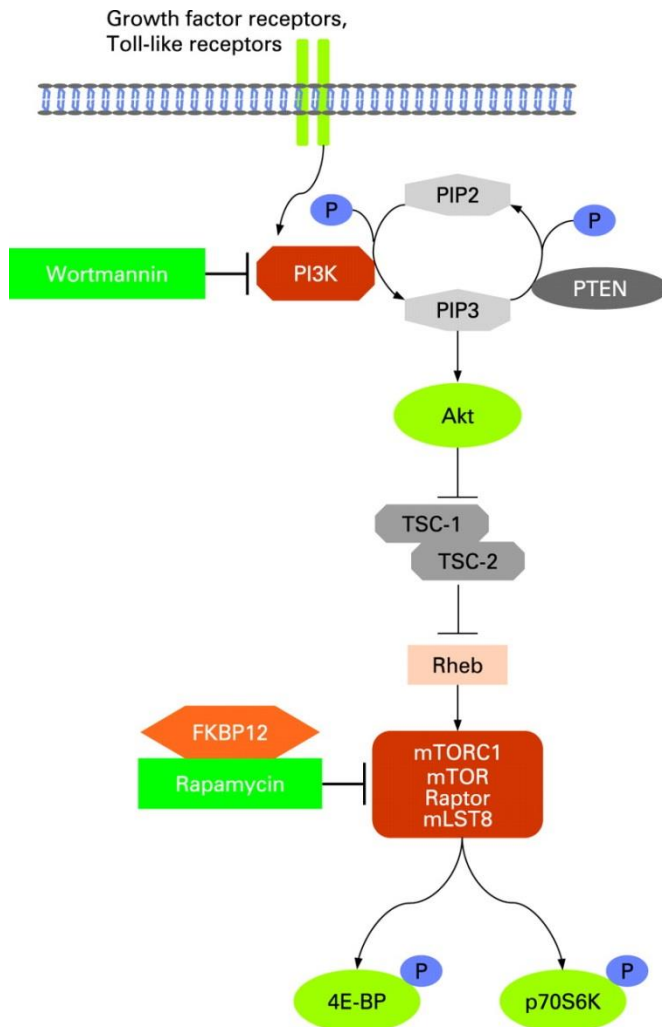 Growth factor receptors,
Toll-like receptors
P
PIP2
P
Wortmannin
PI3K
PTEN
PIP3
Akt
TSC-1
TSC-2
Rheb
FKBP12
Rapamycin
mTORC1
mTOR
Raptor
mLST8
4E-BP
P
p70S6K
P